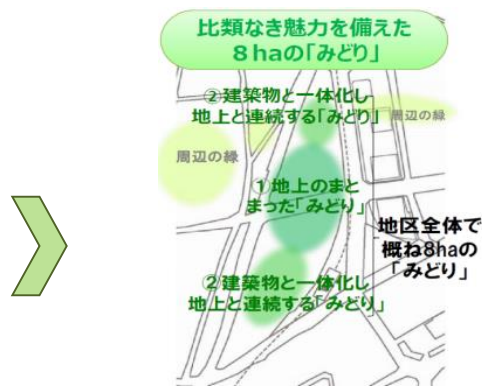 比類なき魅力を備えた
8haの「みどり」
②建築物と一体化し
地上と連続する「みどり」
周辺の緑
周辺の緑
①地上のまと
まった「みどり」
地区全体で
概ね8haの
「みどり」
②建築物と一体化し
地上と連続する「みどり」